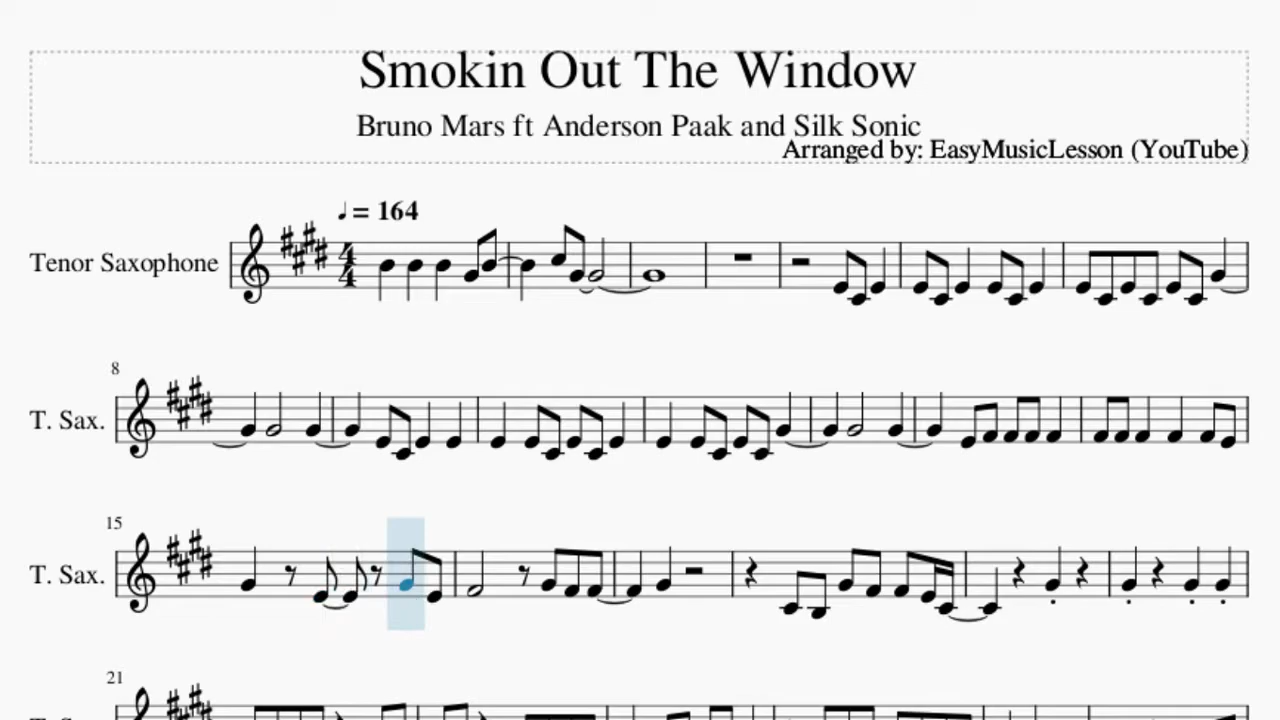 Smokin Out The Window
Bruno Mars ft Anderson Paak and Silk Sonic
Arranged by: EasyMusicLesson (YouTube)
♩ = 164
Tenor Saxophone
4
4
8
T. Sax.
15
T. Sax.
21